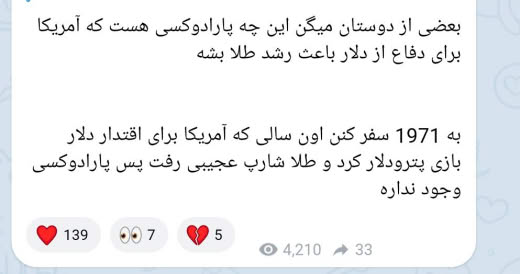 بعضی از دوستان میگن این چه پارادوکسی هست که آمریکا
برای دفاع از دلار باعث رشد طلا بشه
به 1971 سفر کنن اون سالی که آمریکا برای اقتدار دلار
بازی پترودلار کرد و طلا شارپ عجیبی رفت پس پارادوکسی
وجود نداره
❤️ 139 👀 7 💔 5
4,210 33